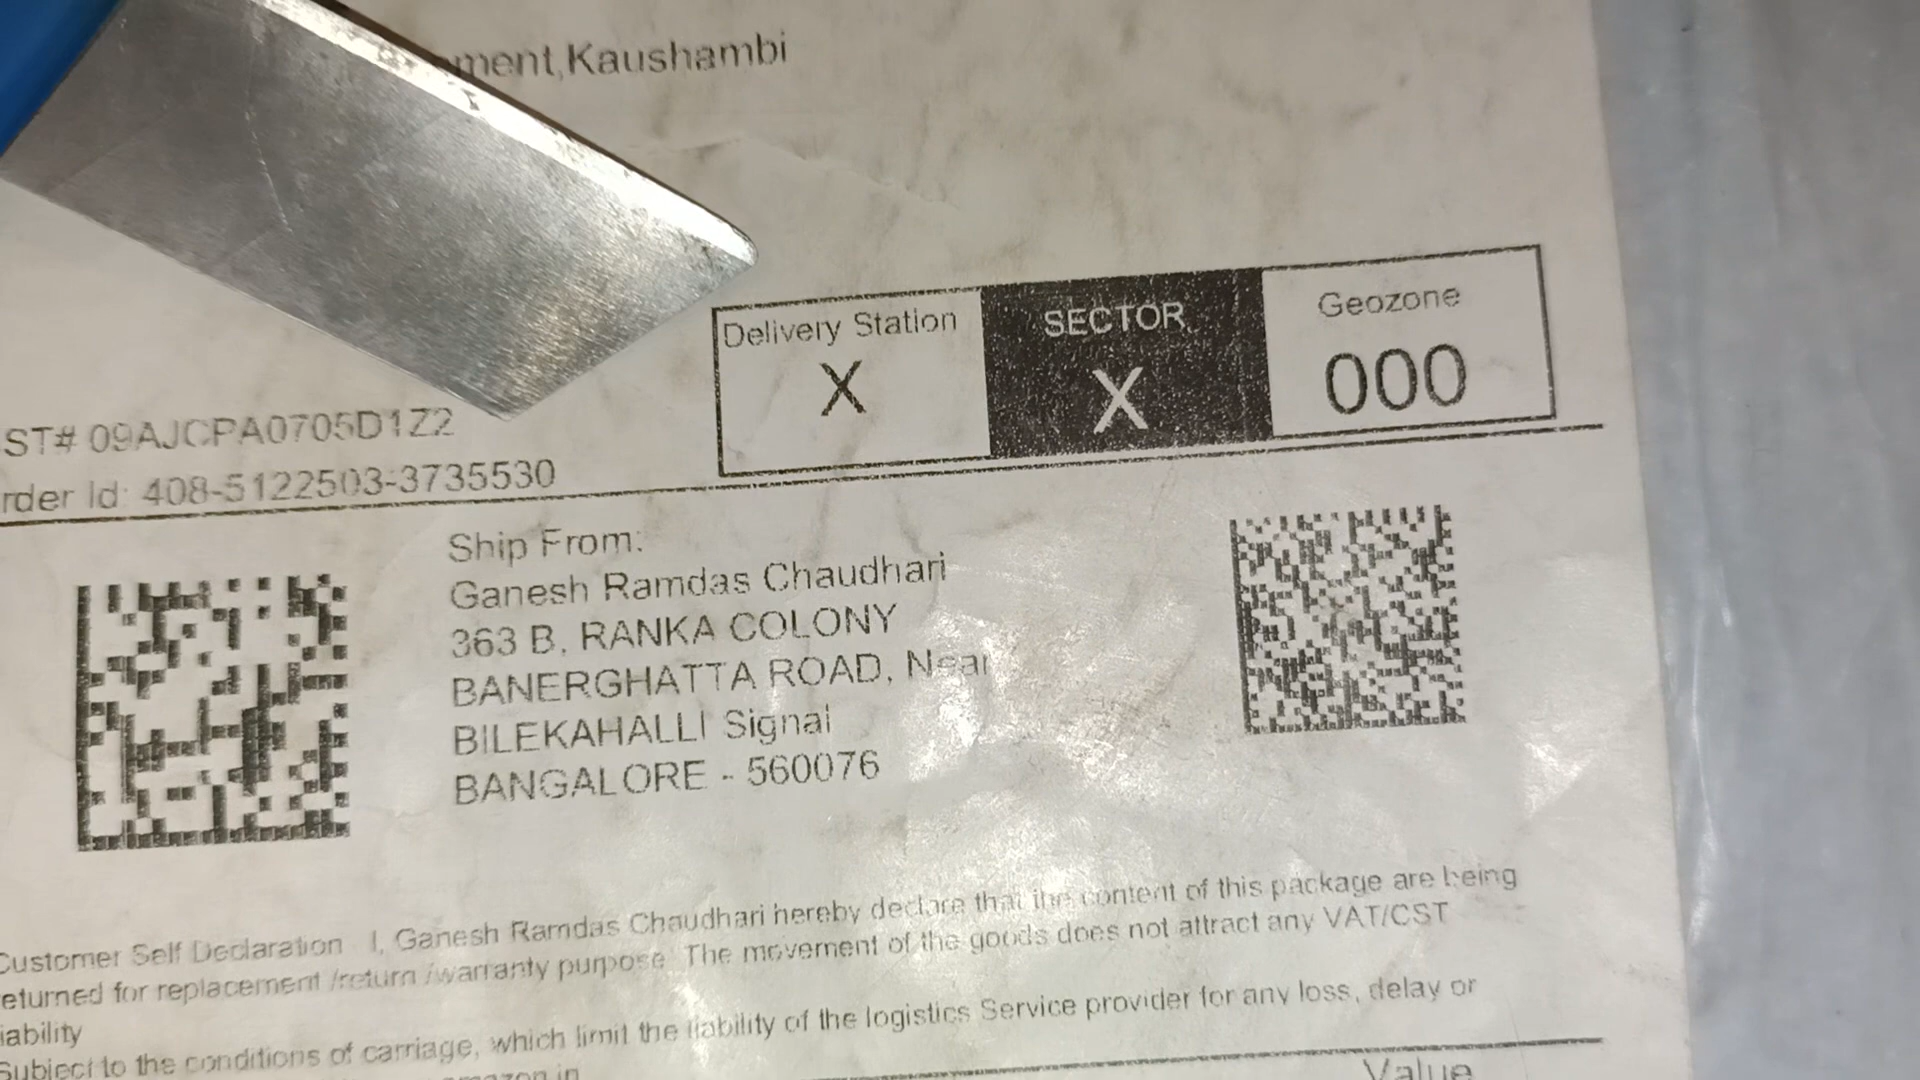 ment,Kaushambi
Delivery Station
X
SECTOR
X
Geozone
000
ST# 09AJCPA0705D1Z2
rder Id: 408-5122503-3735530
Ship From:
Ganesh Ramdas Chaudhari
363 B, RANKA COLONY
BANERGHATTA ROAD, Near
BILEKAHALLI Signal
BANGALORE - 560076
Customer Self Declaration I, Ganesh Ramdas Chaudhari hereby declare that the content of this package are being
eturned for replacement /return /warranty purpose. The movement of the goods does not attract any VAT/CST
iability
Subject to the conditions of carriage, which limit the liability of the logistics Service provider for any loss, delay or
amazon.in
Value